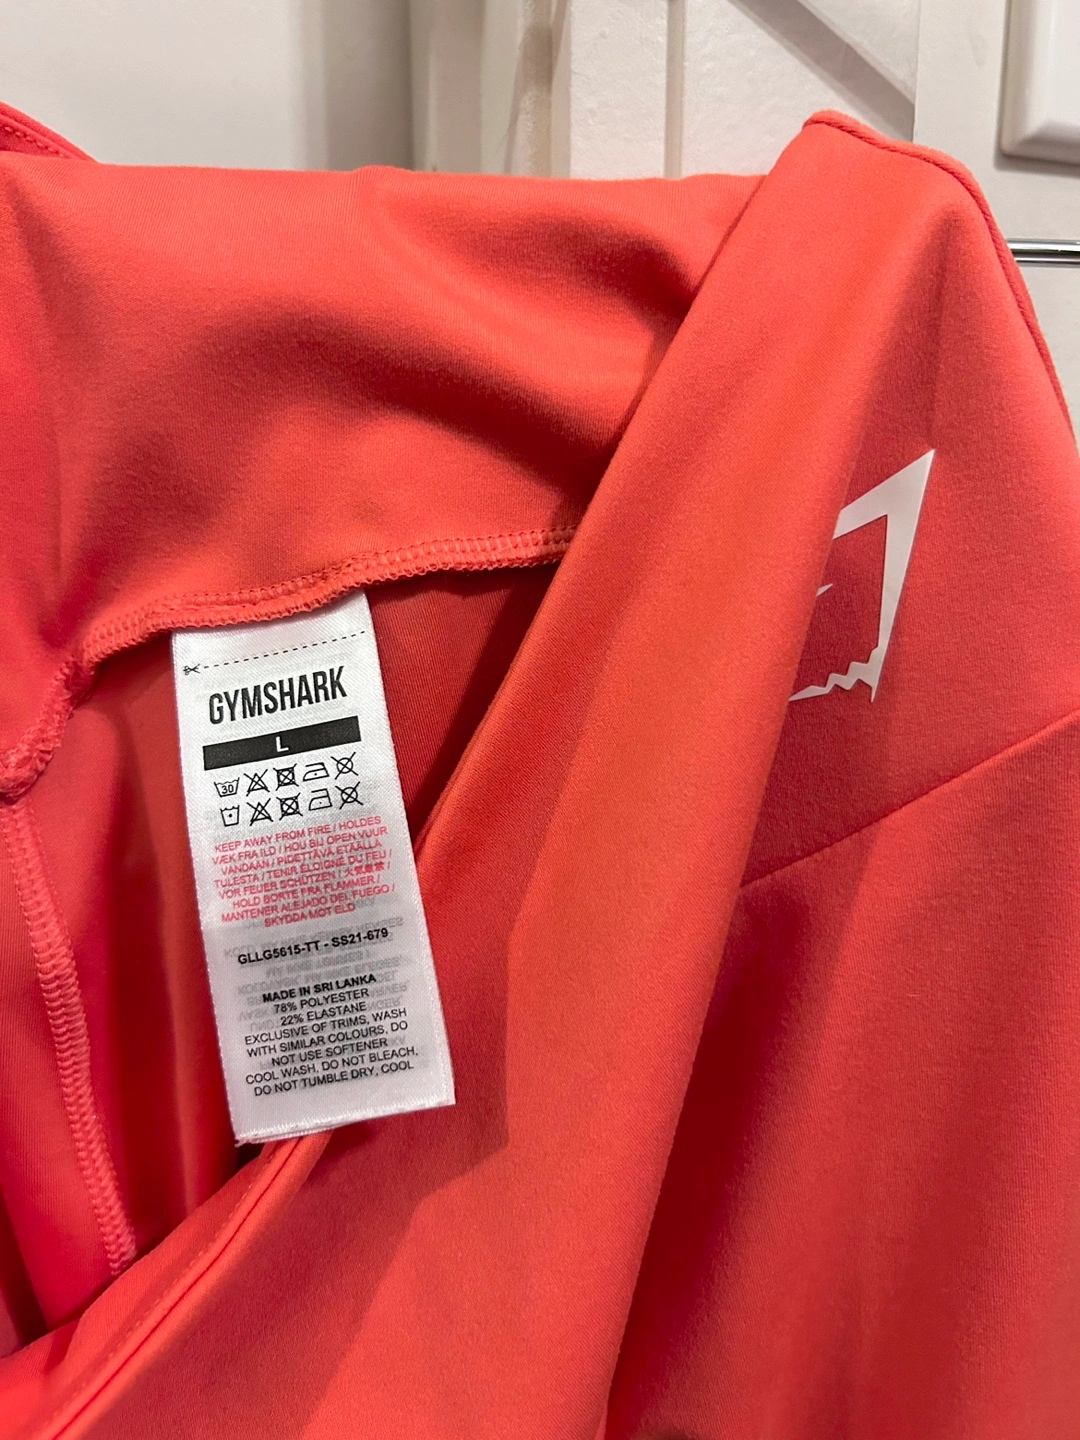 GYMSHARK
L
30
KEEP AWAY FROM FIRE / HOLDES
VÆK FRA ILD / HOU BIJ OPEN VUUR
VANDAAN / PIDETTÄVÄ ETÄÄLLÄ
TULESTA / TENIR ÉLOIGNÉ DU FEU /
VOR FEUER SCHÜTZEN / 火気厳禁 /
HOLD BORTE FRA FLAMMER /
MANTENER ALEJADO DEL FUEGO /
SKYDDA MOT ELD
GLLG5615-TT - SS21-679
MADE IN SRI LANKA
78% POLYESTER
22% ELASTANE
EXCLUSIVE OF TRIMS, WASH
WITH SIMILAR COLOURS, DO
NOT USE SOFTENER
COOL WASH, DO NOT BLEACH,
DO NOT TUMBLE DRY, COOL